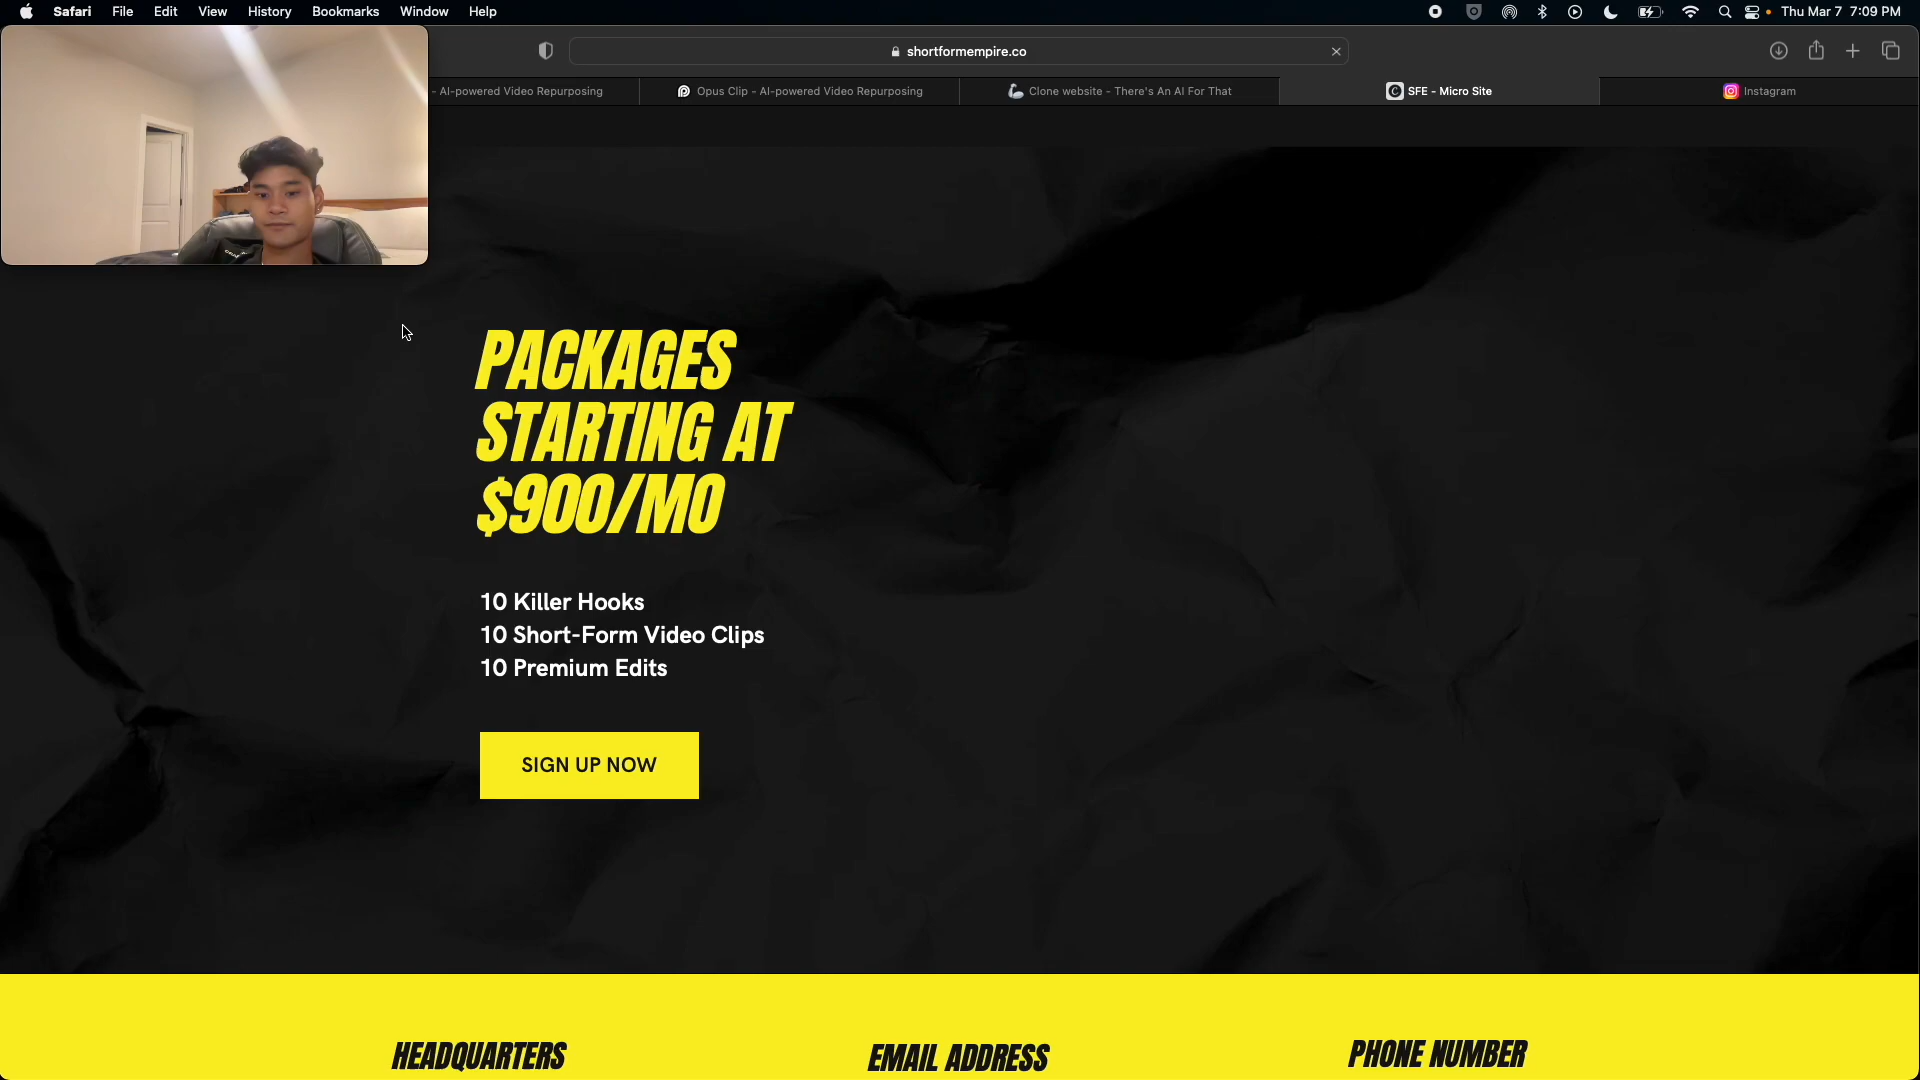 Safari File Edit View History Bookmarks Window Help
Thu Mar 7 7:09 PM
shortformempire.co
- AI-powered Video Repurposing
Opus Clip - AI-powered Video Repurposing
Clone website - There's An AI For That
C SFE - Micro Site
Instagram
PACKAGES
STARTING AT
$900/MO
10 Killer Hooks
10 Short-Form Video Clips
10 Premium Edits
SIGN UP NOW
HEADQUARTERS
EMAIL ADDRESS
PHONE NUMBER